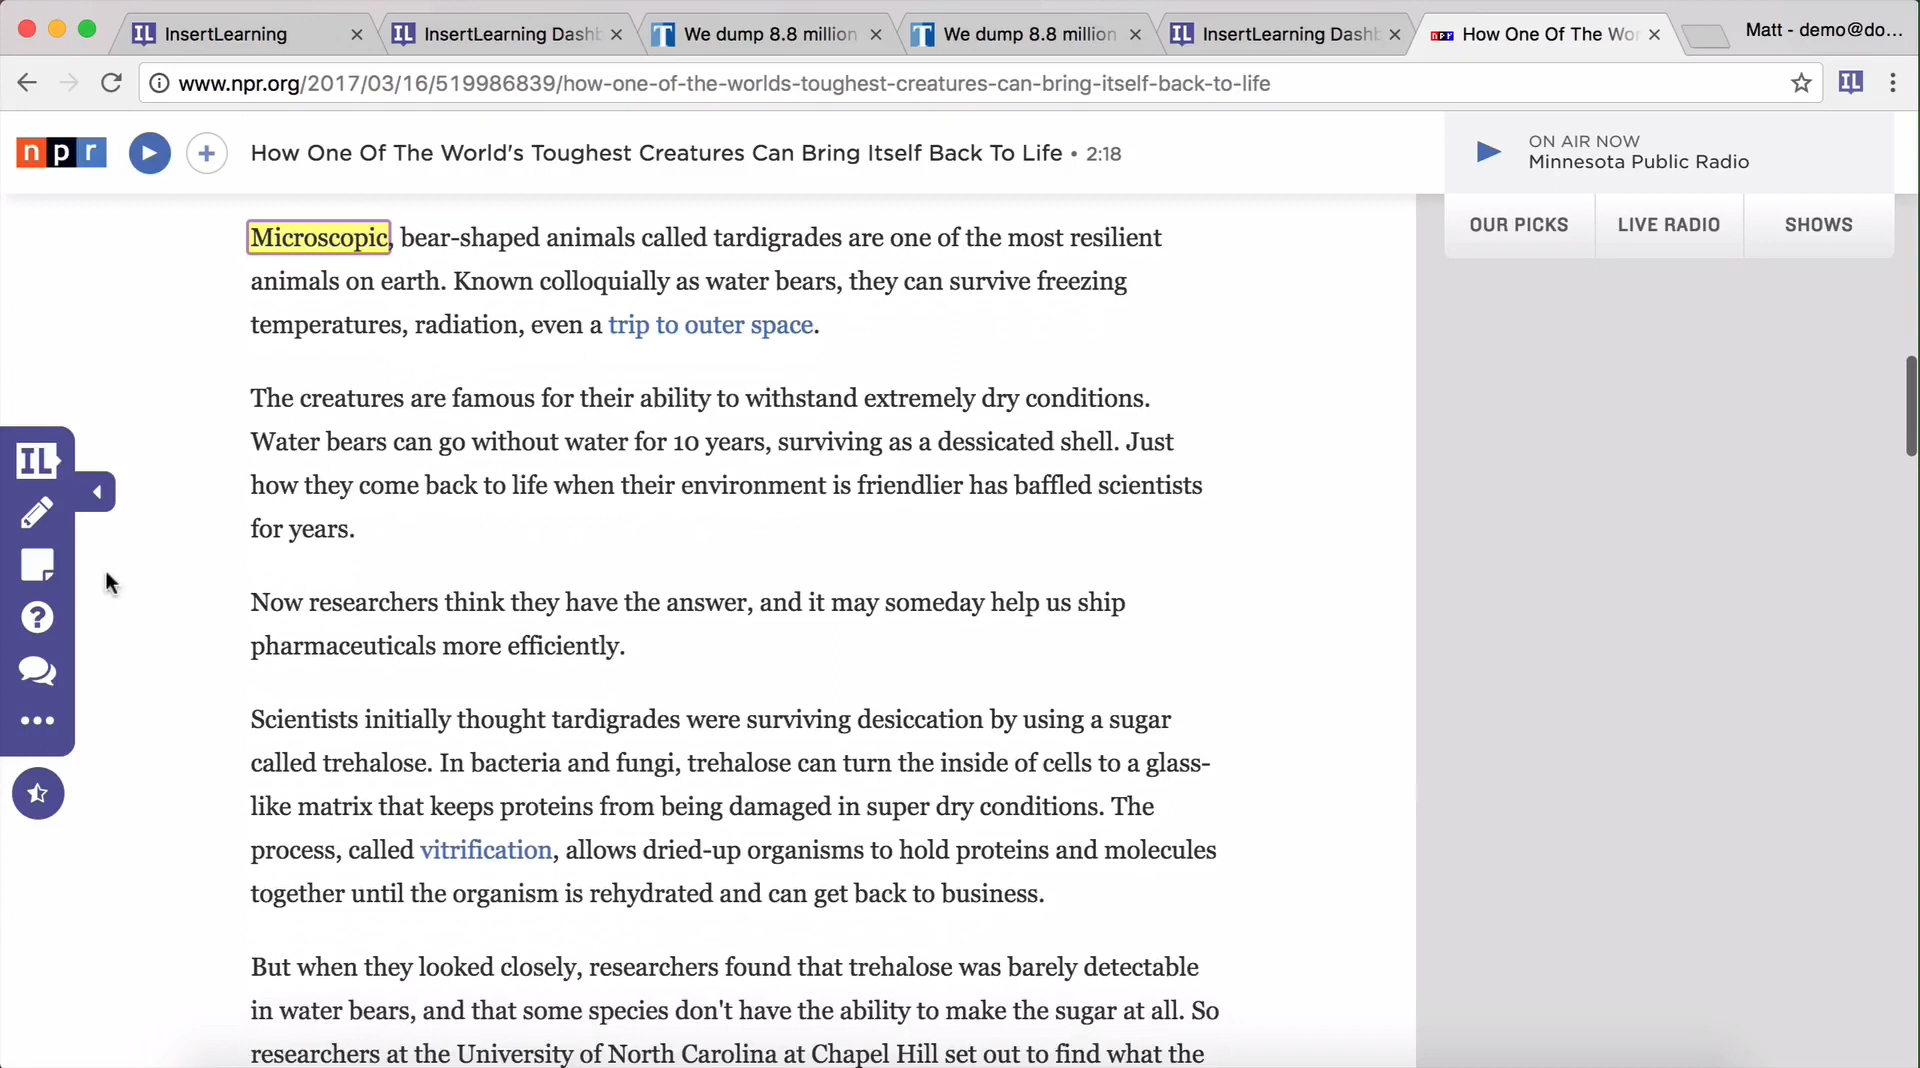 InsertLearning
InsertLearning Dashb
We dump 8.8 million
We dump 8.8 million
InsertLearning Dashb
How One Of The Wor
Matt - demo@do...
www.npr.org/2017/03/16/519986839/how-one-of-the-worlds-toughest-creatures-can-bring-itself-back-to-life
npr
How One Of The World's Toughest Creatures Can Bring Itself Back To Life • 2:18
ON AIR NOW
Minnesota Public Radio
OUR PICKS
LIVE RADIO
SHOWS
Microscopic, bear-shaped animals called tardigrades are one of the most resilient
animals on earth. Known colloquially as water bears, they can survive freezing
temperatures, radiation, even a trip to outer space.
The creatures are famous for their ability to withstand extremely dry conditions.
Water bears can go without water for 10 years, surviving as a dessicated shell. Just
how they come back to life when their environment is friendlier has baffled scientists
for years.
Now researchers think they have the answer, and it may someday help us ship
pharmaceuticals more efficiently.
Scientists initially thought tardigrades were surviving desiccation by using a sugar
called trehalose. In bacteria and fungi, trehalose can turn the inside of cells to a glass-
like matrix that keeps proteins from being damaged in super dry conditions. The
process, called vitrification, allows dried-up organisms to hold proteins and molecules
together until the organism is rehydrated and can get back to business.
But when they looked closely, researchers found that trehalose was barely detectable
in water bears, and that some species don't have the ability to make the sugar at all. So
researchers at the University of North Carolina at Chapel Hill set out to find what the
IL